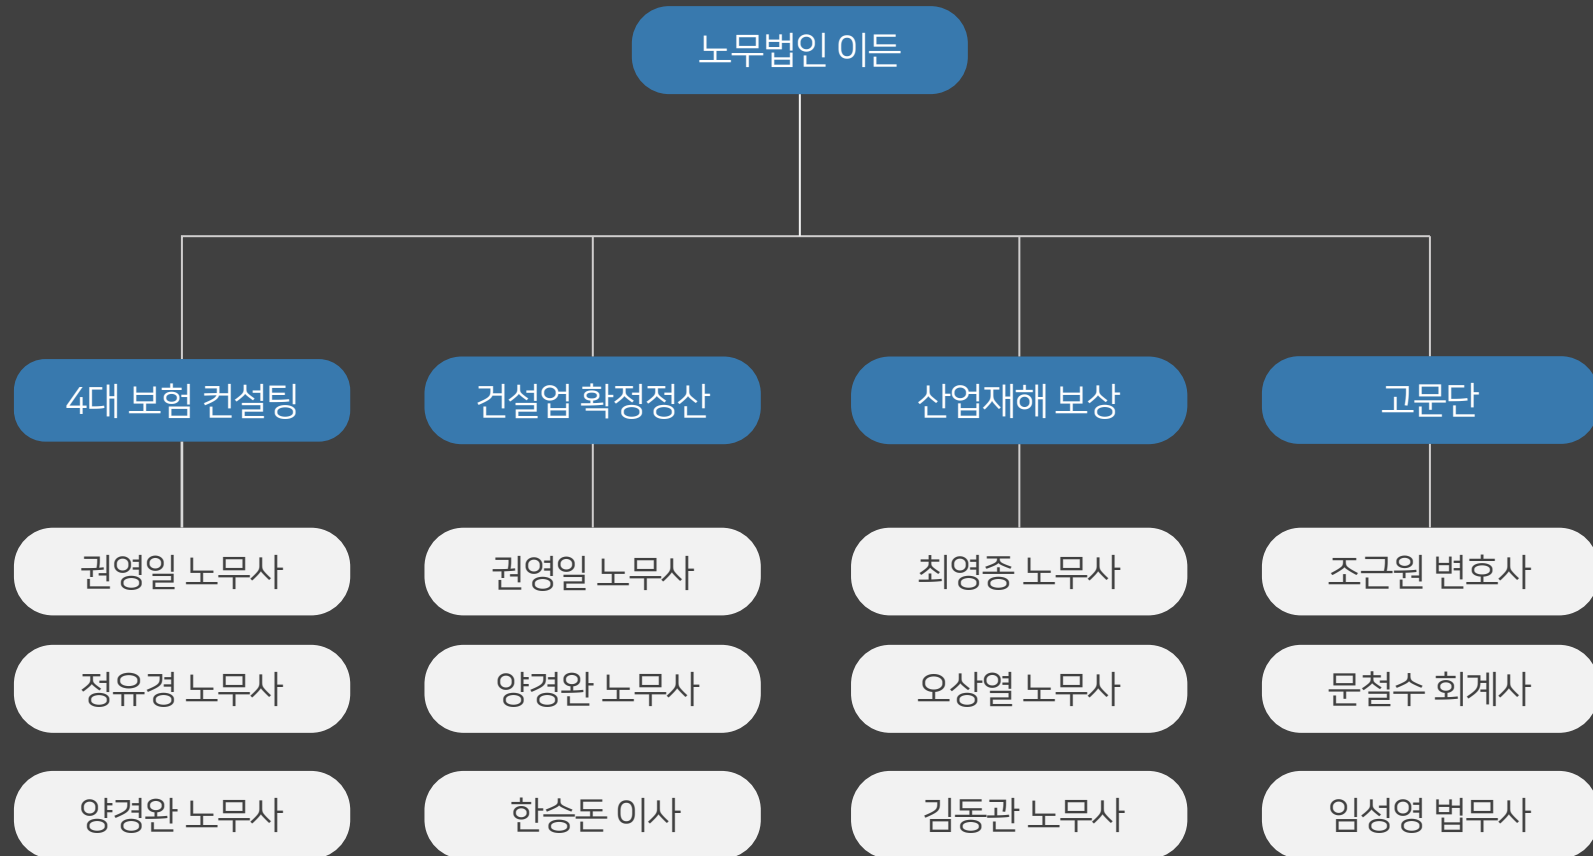 노무법인 이든
4대 보험 컨설팅
건설업 확정정산
산업재해 보상
고문단
권영일 노무사
권영일 노무사
최영종 노무사
조근원 변호사
정유경 노무사
양경완 노무사
오상열 노무사
문철수 회계사
양경완 노무사
한승돈 이사
김동관 노무사
임성영 법무사